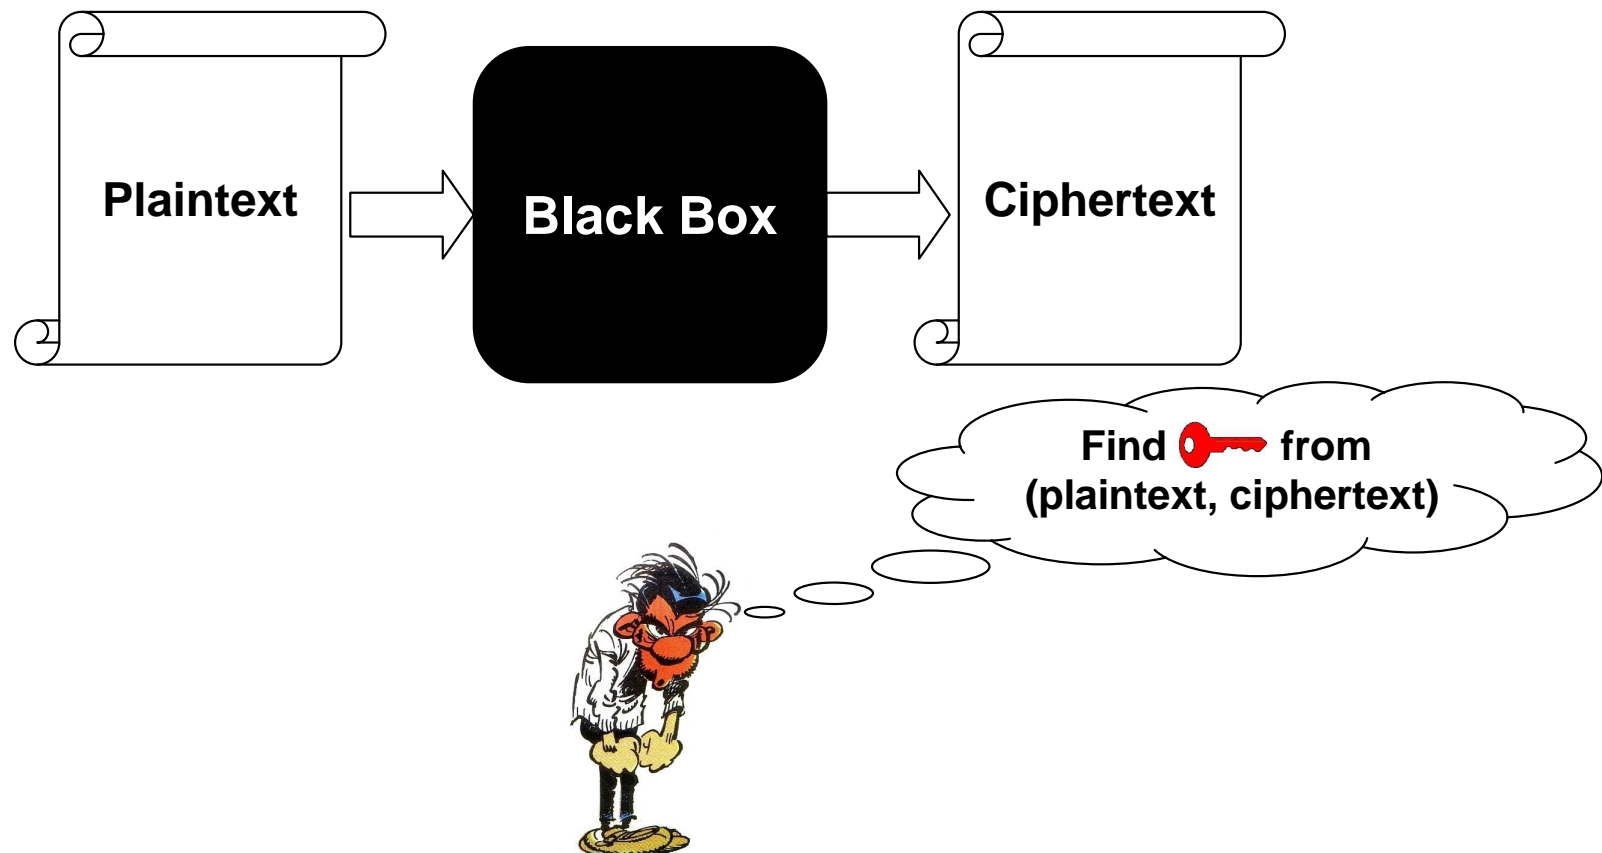 Plaintext
Black Box
Ciphertext
Find from
(plaintext, ciphertext)